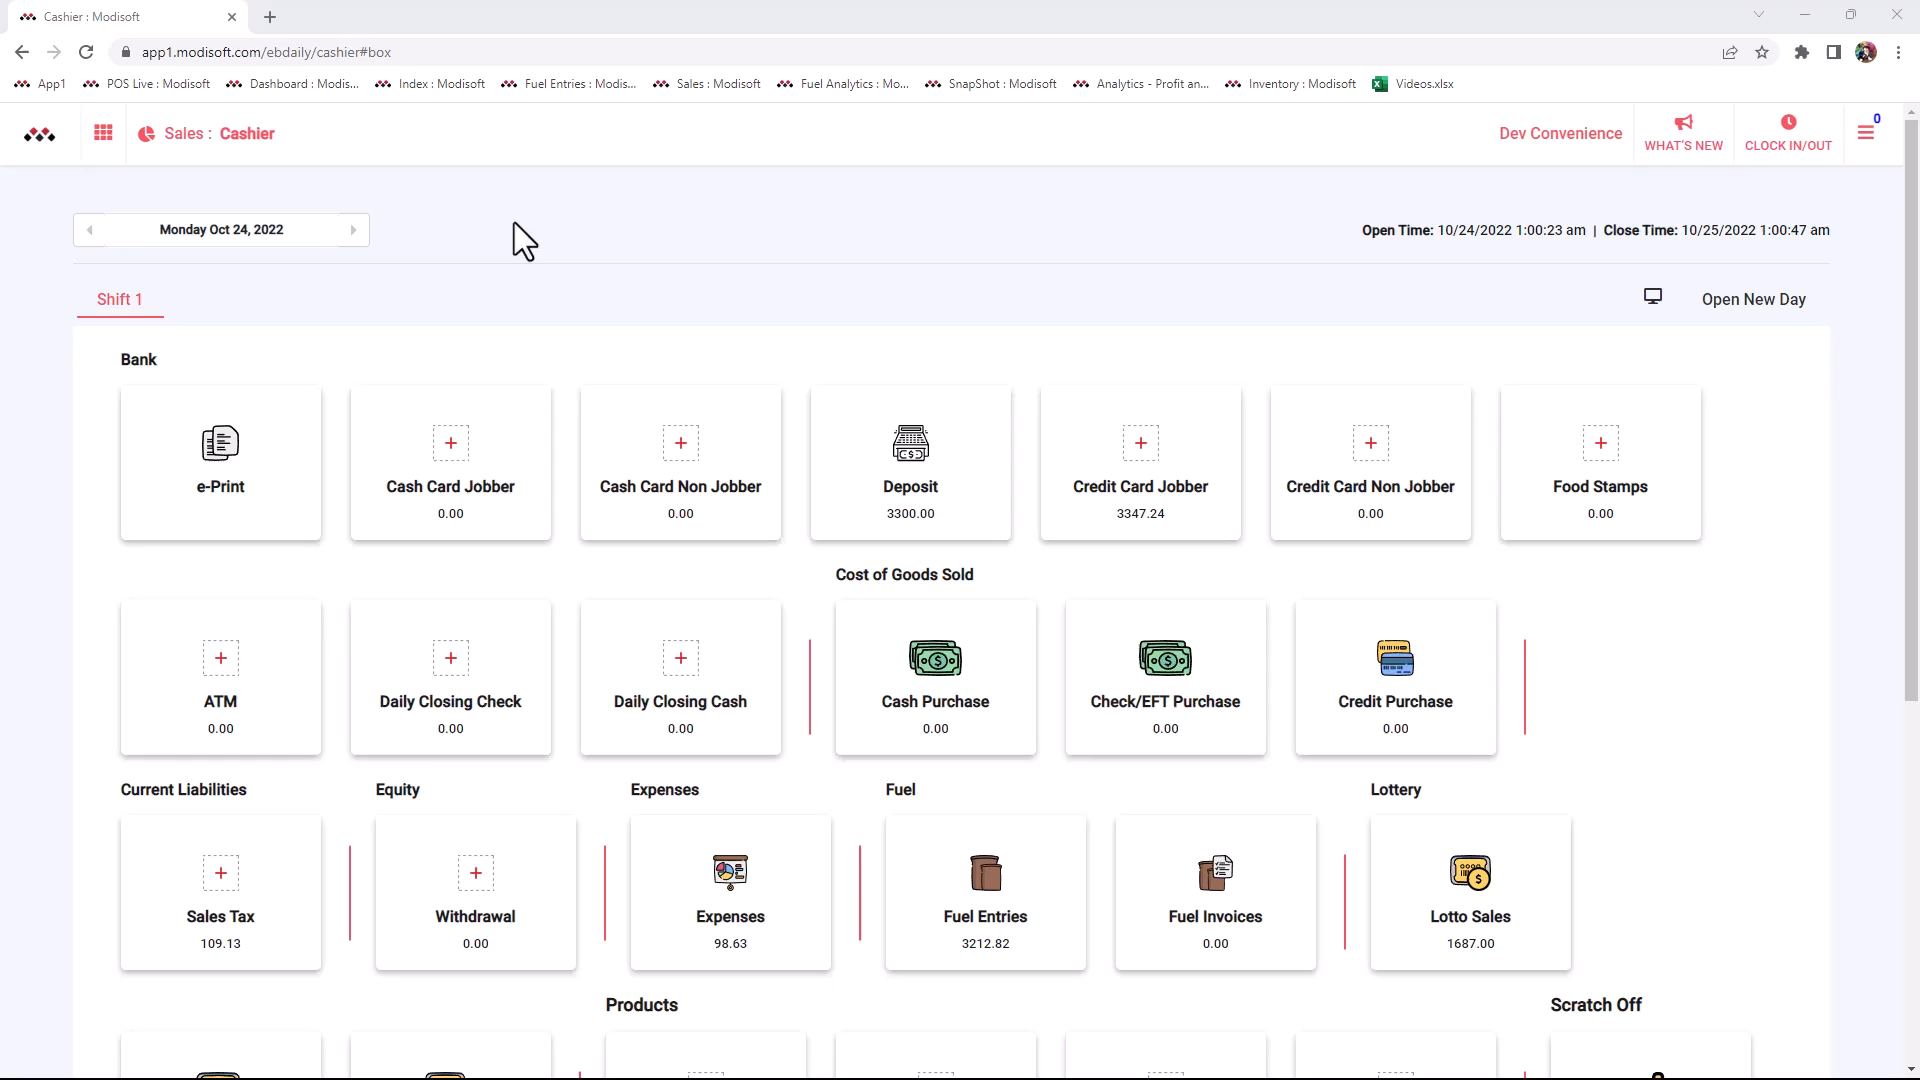 Cashier : Modisoft
app1.modisoft.com/ebdaily/cashier#box
App1
POS Live : Modisoft
Dashboard : Modis...
Index : Modisoft
Fuel Entries : Modis...
Sales : Modisoft
Fuel Analytics : Mo...
SnapShot : Modisoft
Analytics - Profit an...
Inventory : Modisoft
Videos.xlsx
Sales : Cashier
Dev Convenience
WHAT'S NEW
CLOCK IN/OUT
0
Monday Oct 24, 2022
Open Time: 10/24/2022 1:00:23 am | Close Time: 10/25/2022 1:00:47 am
Shift 1
Open New Day
Bank
e-Print
Cash Card Jobber
0.00
Cash Card Non Jobber
0.00
Deposit
3300.00
Credit Card Jobber
3347.24
Credit Card Non Jobber
0.00
Food Stamps
0.00
Cost of Goods Sold
ATM
0.00
Daily Closing Check
0.00
Daily Closing Cash
0.00
Cash Purchase
0.00
Check/EFT Purchase
0.00
Credit Purchase
0.00
Current Liabilities
Equity
Expenses
Fuel
Lottery
Sales Tax
109.13
Withdrawal
0.00
Expenses
98.63
Fuel Entries
3212.82
Fuel Invoices
0.00
Lotto Sales
1687.00
Products
Scratch Off